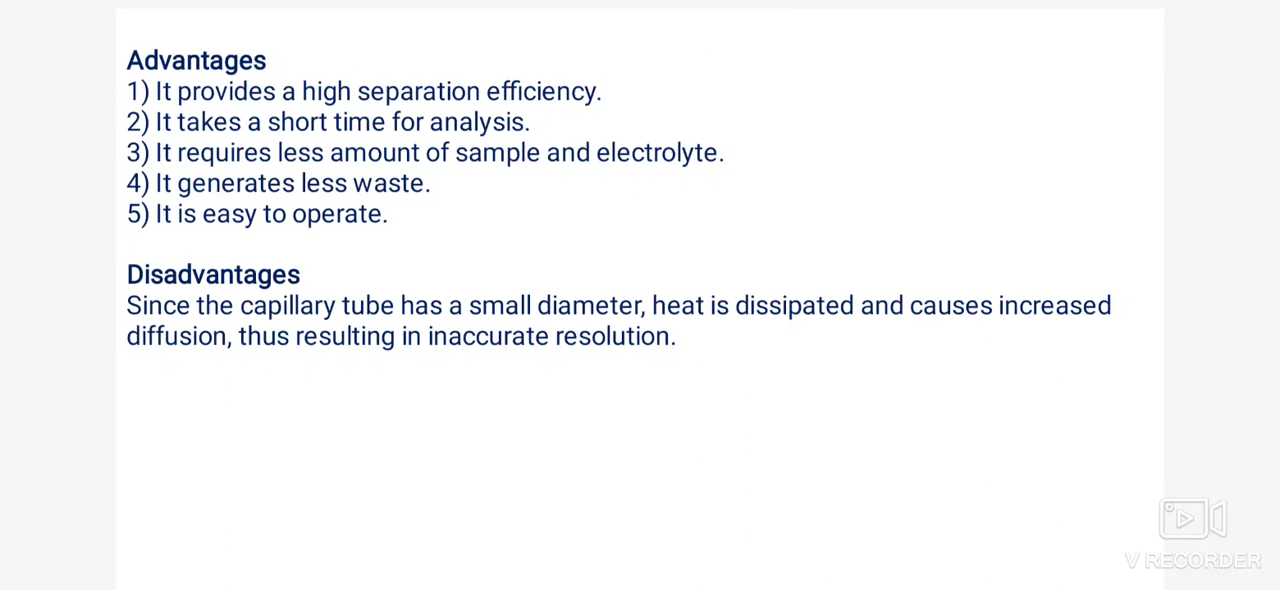 Advantages
1) It provides a high separation efficiency.
2) It takes a short time for analysis.
3) It requires less amount of sample and electrolyte.
4) It generates less waste.
5) It is easy to operate.
Disadvantages
Since the capillary tube has a small diameter, heat is dissipated and causes increased
diffusion, thus resulting in inaccurate resolution.
V RECORDER